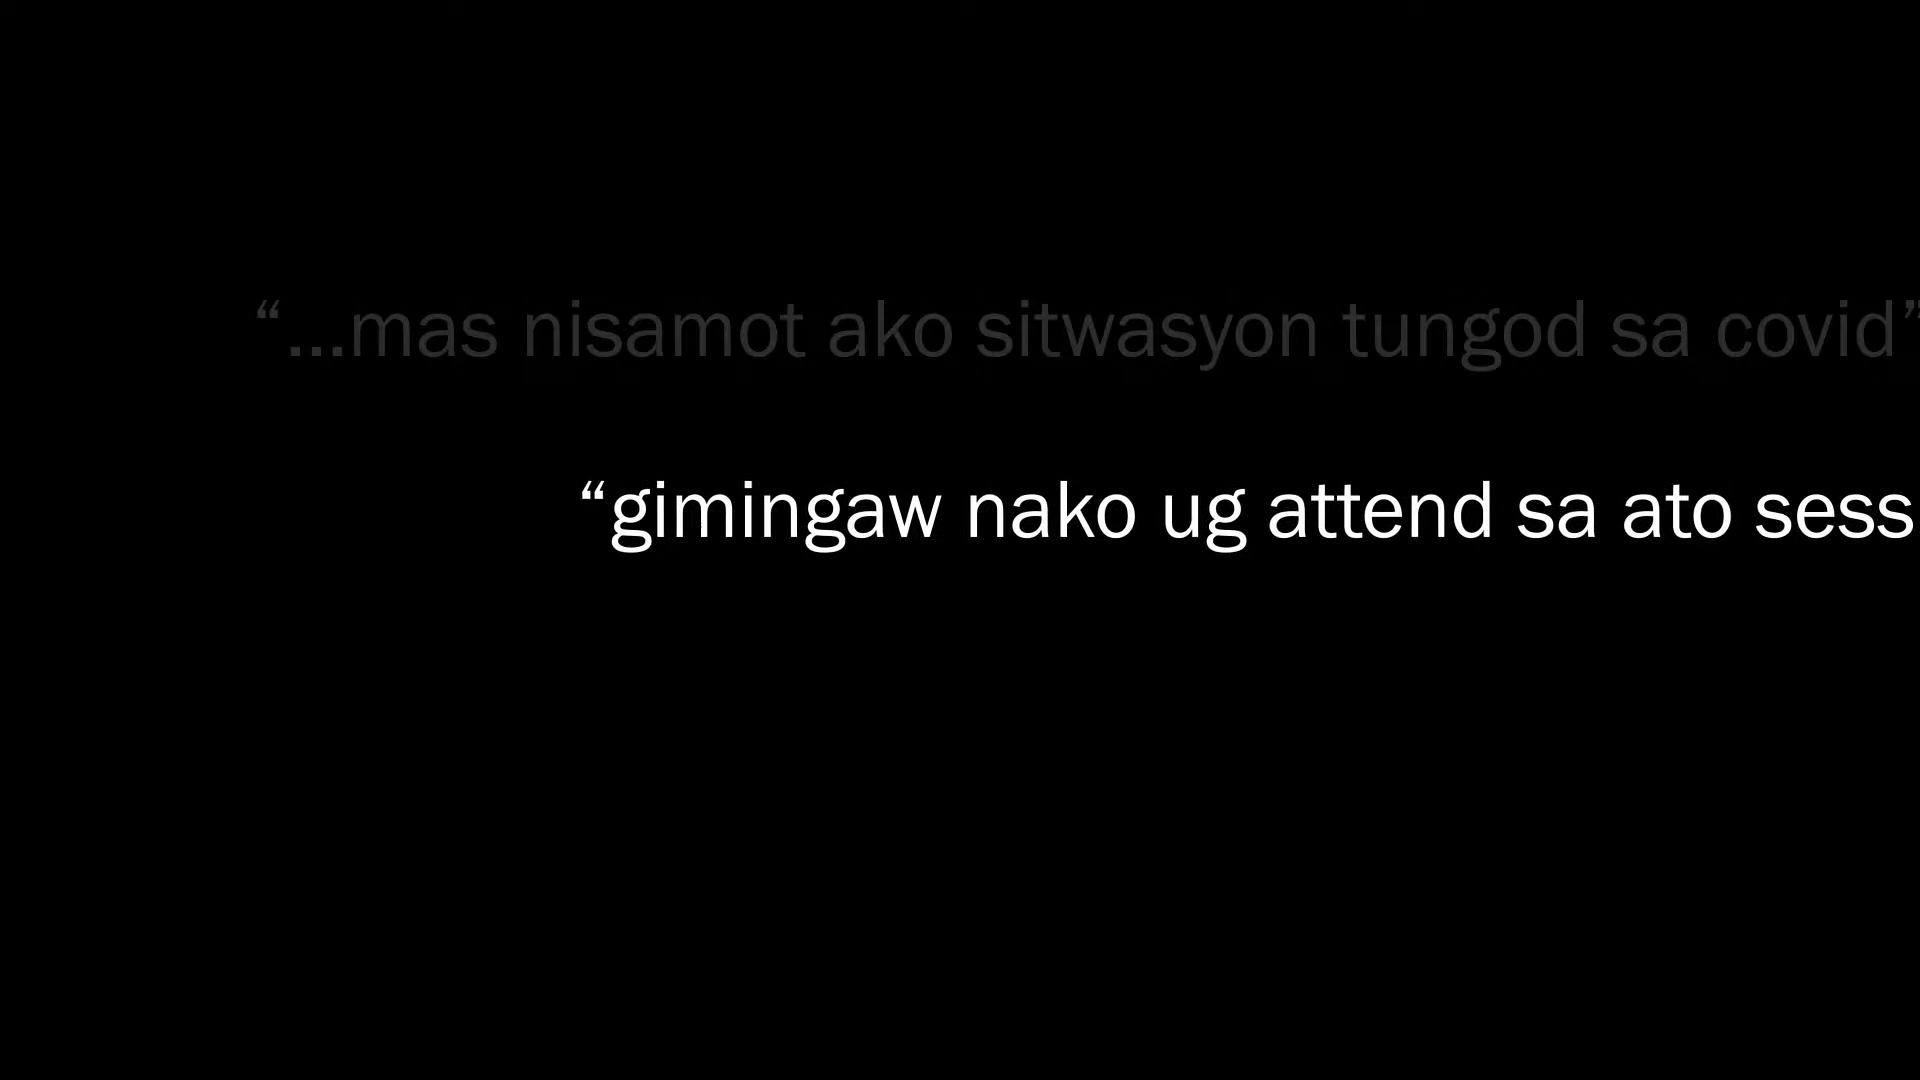 “...mas nisamot ako sitwasyon tungod sa covid”
“gimingaw nako ug attend sa ato sess